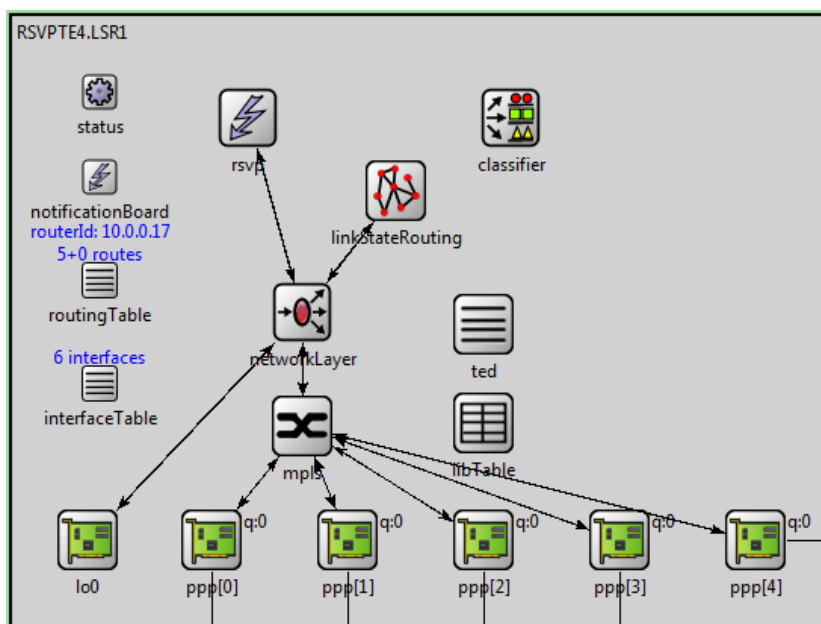 RSVPTE4.LSR1
status
rsvp
classifier
notificationBoard
routerId: 10.0.0.17
5+0 routes
linkStateRouting
routingTable
networkLayer
6 interfaces
ted
interfaceTable
mpls
libTable
q:0
q:0
q:0
q:0
q:0
lo0
ppp[0]
ppp[1]
ppp[2]
ppp[3]
ppp[4]